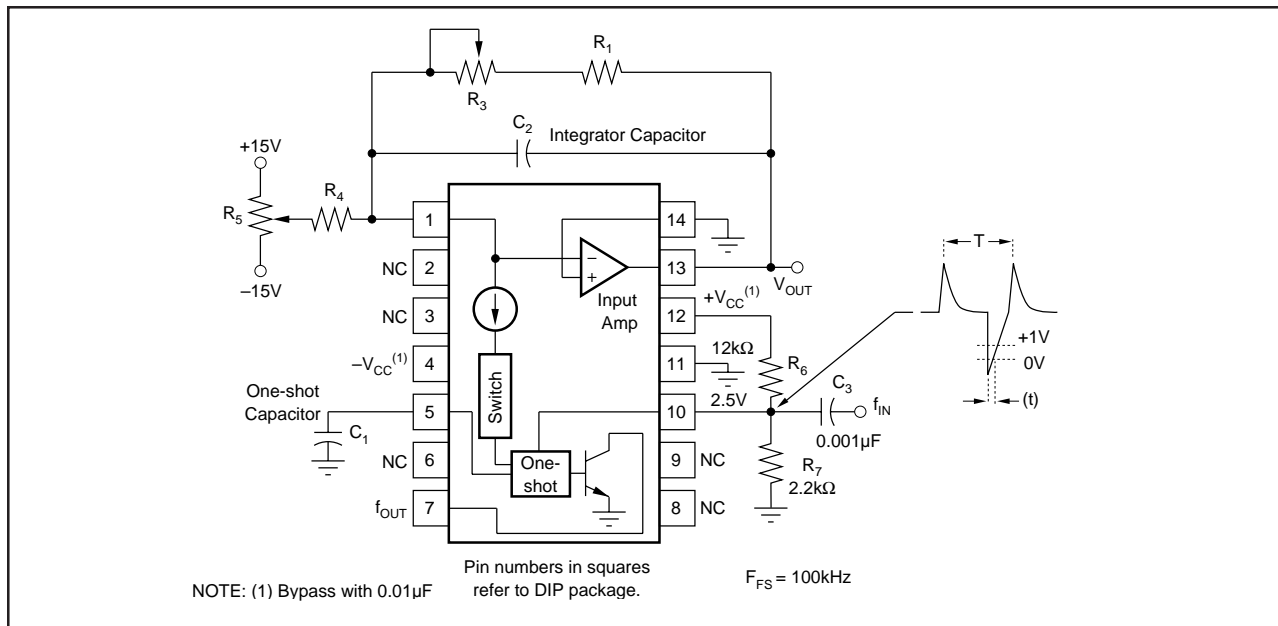 R1
R3
C2
Integrator Capacitor
+15V
R5
R4
–15V
1
14
NC
2
13
VOUT
Input
Amp
+VCC(1)
NC
3
12
12kΩ
R6
–VCC(1)
4
11
Switch
2.5V
C3
fIN
0.001µF
One-shot
Capacitor
C1
5
10
NC
6
One-
shot
9
NC
R7
2.2kΩ
fOUT
7
8
NC
T
+1V
0V
(t)
NOTE: (1) Bypass with 0.01µF
Pin numbers in squares
refer to DIP package.
FFS = 100kHz